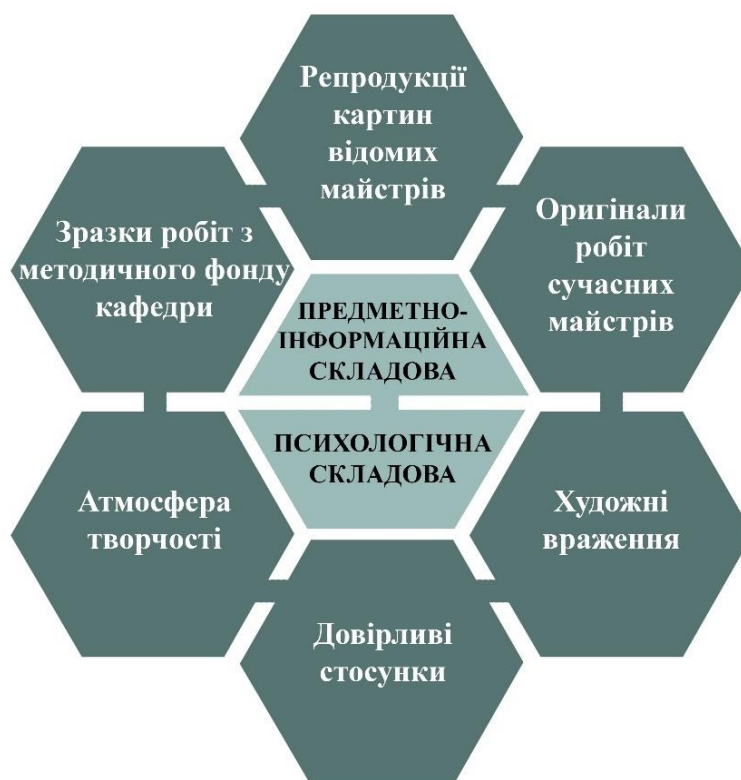 Репродукції
картин
відомих
майстрів
Зразки робіт з
методичного фонду
кафедри
Оригінали
робіт
сучасних
майстрів
ПРЕДМЕТНО-
ІНФОРМАЦІЙНА
СКЛАДОВА
ПСИХОЛОГІЧНА
СКЛАДОВА
Атмосфера
творчості
Художні
враження
Довірливі
стосунки